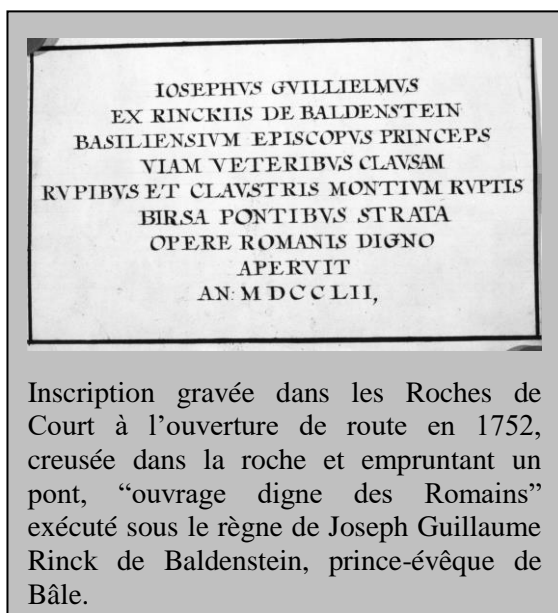 IOSEPHVS GVILLIELMVS
EX RINCKIIS DE BALDENSTEIN
BASILIENSIVM EPISCOPVS PRINCEPS
VIAM VETERIBVS CLAVSAM
RVPIBVS ET CLAVSTRIS MONTIVM RVPTIS
BIRSA PONTIBVS STRATA
OPERE ROMANIS DIGNO
APERVIT
AN: M DCCLII,
Inscription gravée dans les Roches de
Court à l’ouverture de route en 1752,
creusée dans la roche et empruntant un
pont, “ouvrage digne des Romains”
exécuté sous le règne de Joseph Guillaume
Rinck de Baldenstein, prince-évêque de
Bâle.